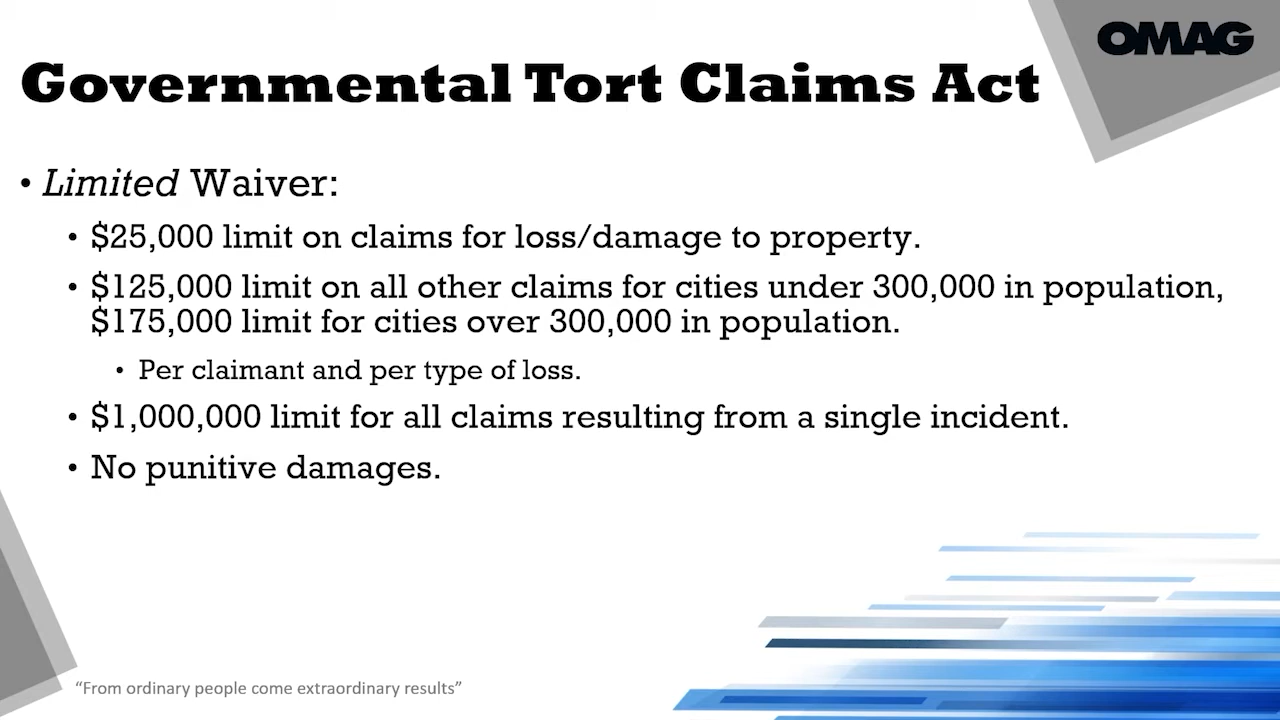 OMAG
Governmental Tort Claims Act
• Limited Waiver:
• $25,000 limit on claims for loss/damage to property.
• $125,000 limit on all other claims for cities under 300,000 in population,
$175,000 limit for cities over 300,000 in population.
• Per claimant and per type of loss.
• $1,000,000 limit for all claims resulting from a single incident.
• No punitive damages.
“From ordinary people come extraordinary results”